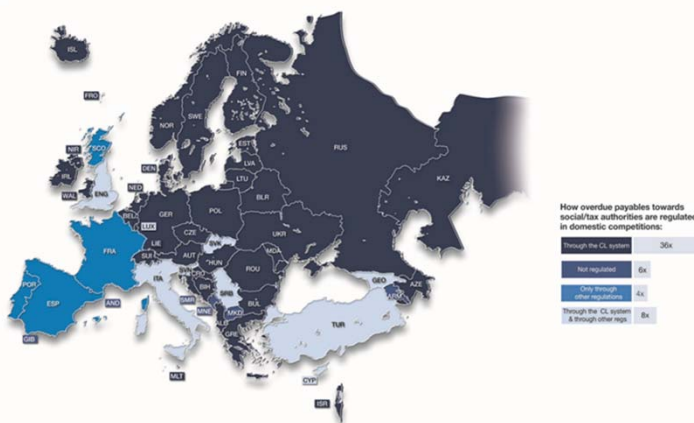 ISL
FIN
FRO
NOR
SWE
RUS
EST
SCO
LVA
NIR
DEN
LTU
KAZ
IRL
WAL
ENG
NED
BLR
POL
BEL
GER
LUX
CZE
UKR
SVK
LIE
FRA
SUI
AUT
HUN
MDA
SVN
CRO
ROU
ITA
BIH
SRB
GEO
AZE
ARM
POR
ESP
AND
SMR
MNE
MKD
BUL
ALB
GRE
TUR
GIB
MLT
CYP
ISR
How overdue payables towards
social/tax authorities are regulated
in domestic competitions:
Through the CL system 36x
Not regulated 6x
Only through
other regulations 4x
Through the CL system
& through other regs 8x